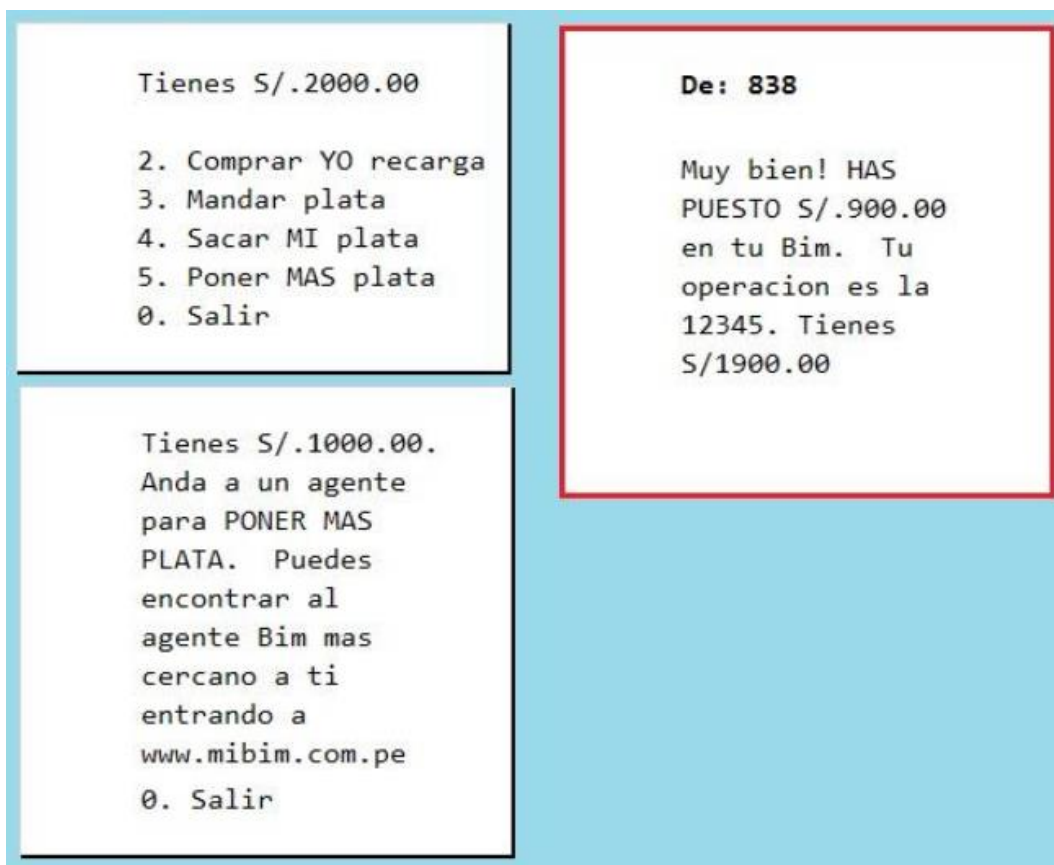 Tienes S/.2000.00
2. Comprar YO recarga
3. Mandar plata
4. Sacar MI plata
5. Poner MAS plata
0. Salir
Tienes S/.1000.00.
Anda a un agente
para PONER MAS
PLATA.  Puedes
encontrar al
agente Bim mas
cercano a ti
entrando a
www.mibim.com.pe
0. Salir
De: 838
Muy bien! HAS
PUESTO S/.900.00
en tu Bim.  Tu
operacion es la
12345. Tienes
S/1900.00